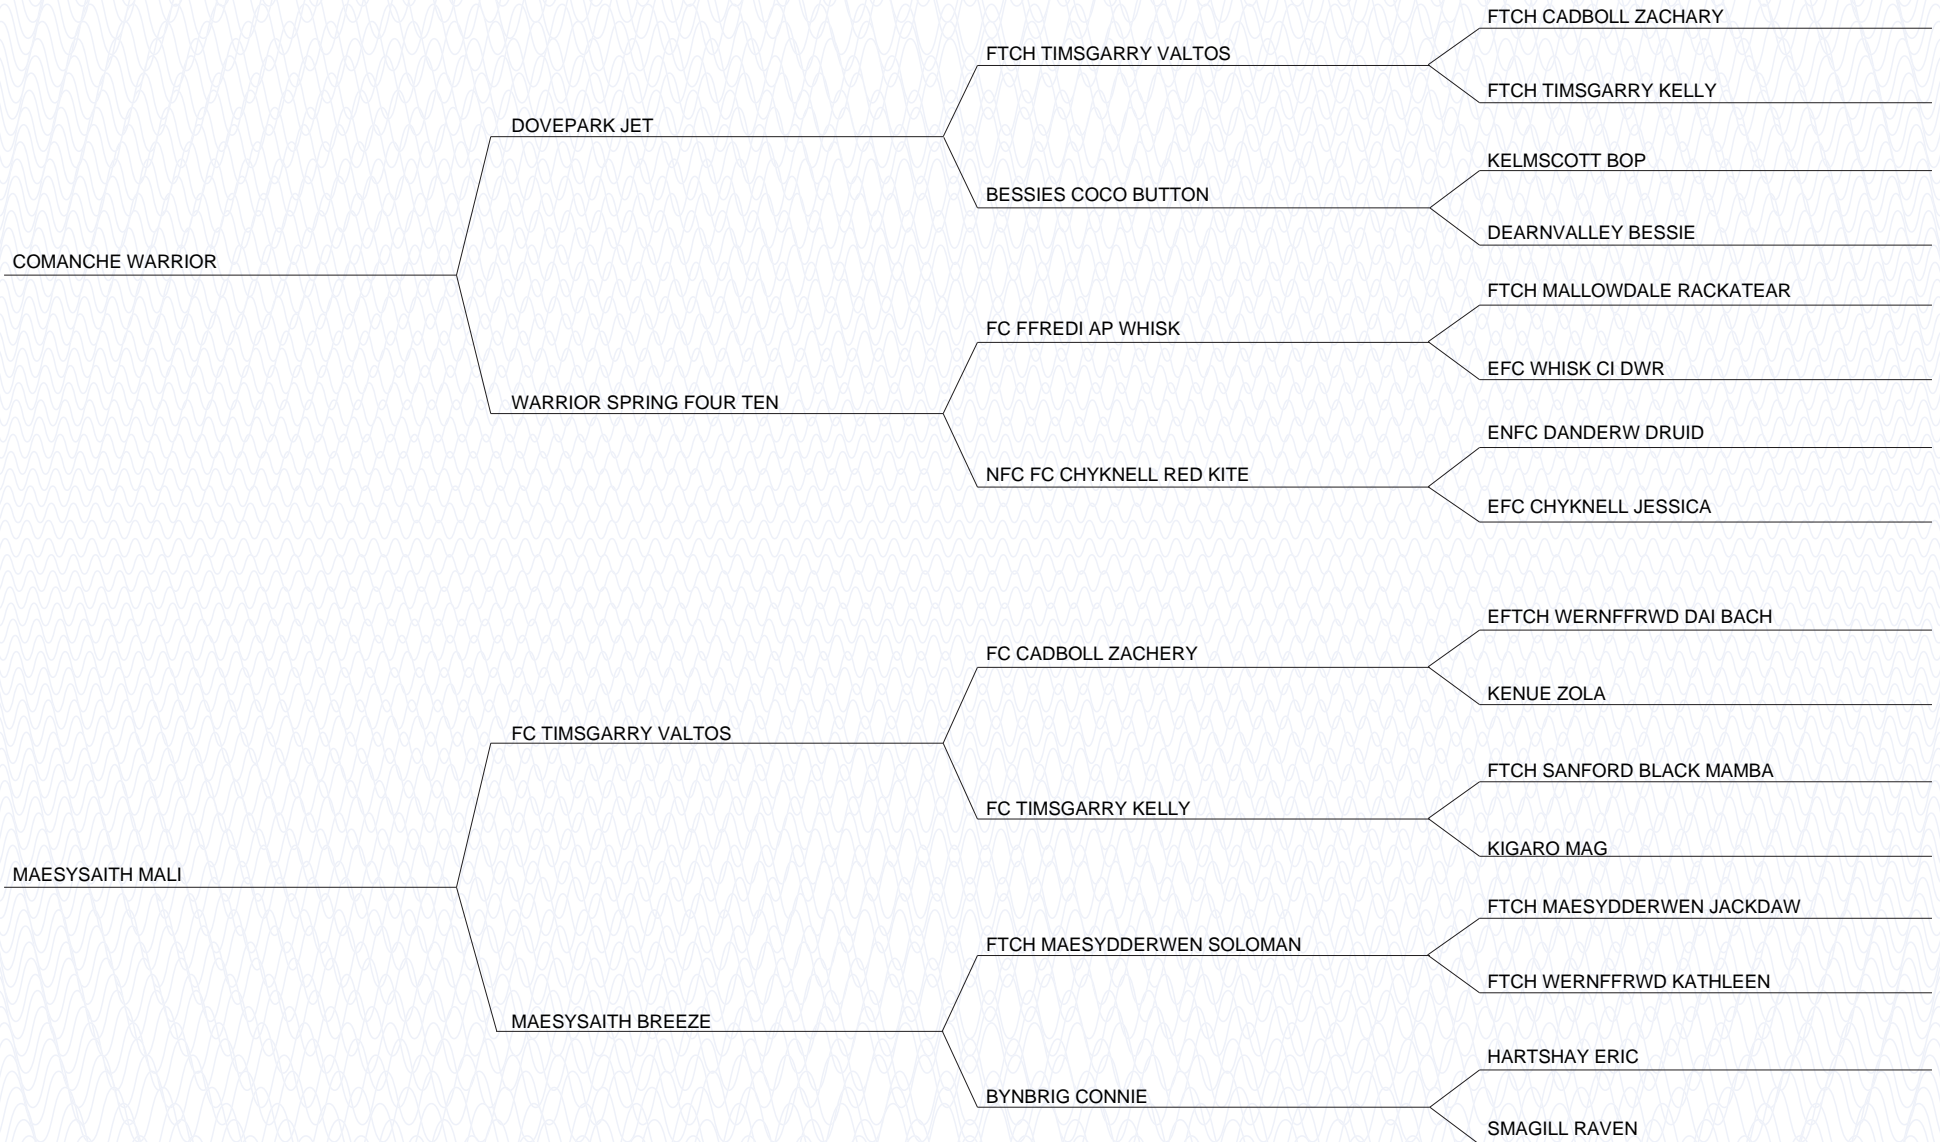 FTCH CADBOLL ZACHARY
FTCH TIMSGARRY VALTOS
FTCH TIMSGARRY KELLY
DOVEPARK JET
KELMSCOTT BOP
BESSIES COCO BUTTON
DEARNVALLEY BESSIE
COMANCHE WARRIOR
FTCH MALLOWDALE RACKATEAR
FC FFREDI AP WHISK
EFC WHISK CI DWR
WARRIOR SPRING FOUR TEN
ENFC DANDERW DRUID
NFC FC CHYKNELL RED KITE
EFC CHYKNELL JESSICA
EFTCH WERNFFRWD DAI BACH
FC CADBOLL ZACHERY
KENUE ZOLA
FC TIMSGARRY VALTOS
FTCH SANFORD BLACK MAMBA
FC TIMSGARRY KELLY
KIGARO MAG
MAESYSAITH MALI
FTCH MAESYDDERWEN JACKDAW
FTCH MAESYDDERWEN SOLOMAN
FTCH WERNFFRWD KATHLEEN
MAESYSAITH BREEZE
HARTSHAY ERIC
BYNBRIG CONNIE
SMAGILL RAVEN